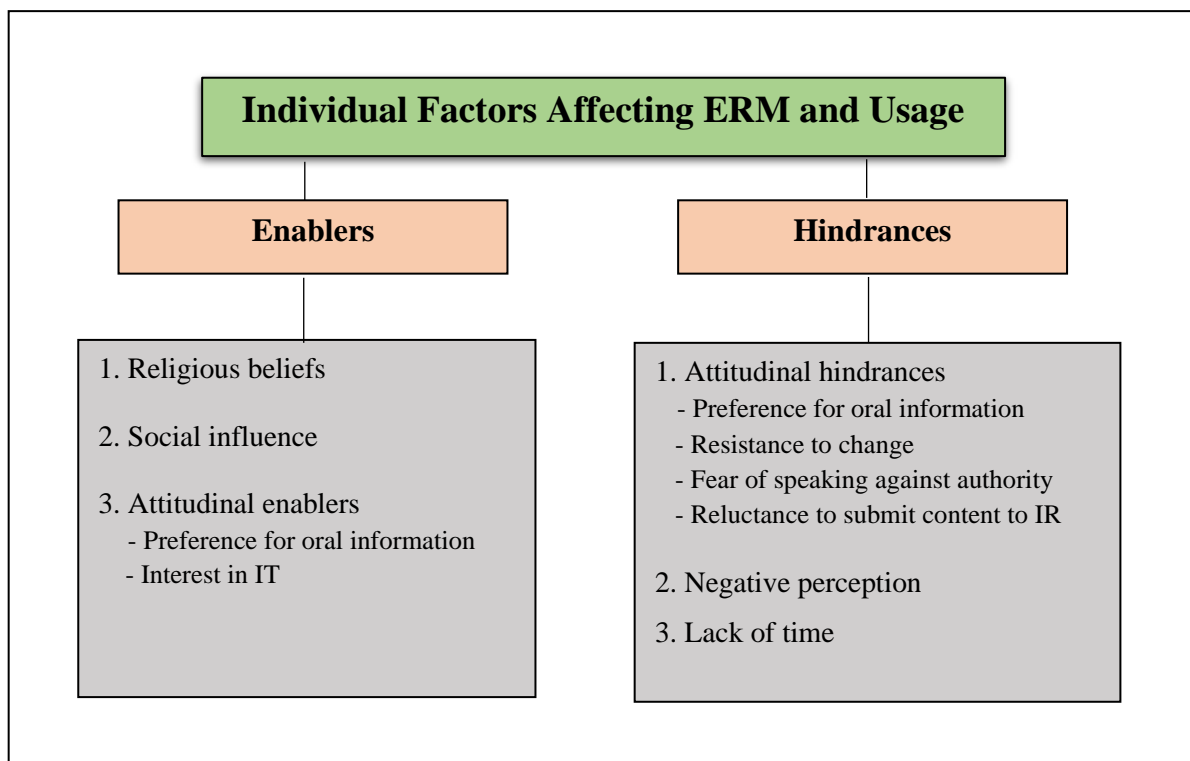 Individual Factors Affecting ERM and Usage
Enablers
1. Religious beliefs
2. Social influence
3. Attitudinal enablers
- Preference for oral information
- Interest in IT
Hindrances
1. Attitudinal hindrances
- Preference for oral information
- Resistance to change
- Fear of speaking against authority
- Reluctance to submit content to IR
2. Negative perception
3. Lack of time